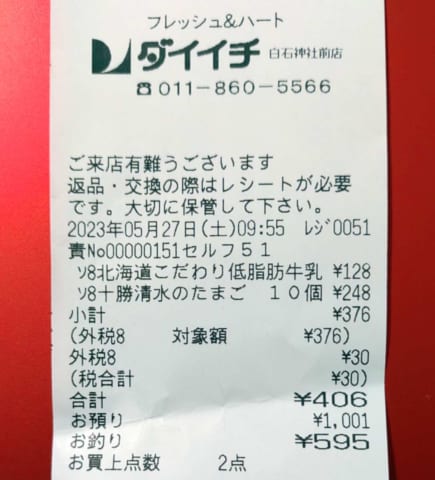 フレッシュ&ハート
ダイイチ 白石神社前店
☎011-860-5566
ご来店有難うございます
返品・交換の際はレシートが必要
です。大切に保管して下さい。
2023年05月27日(土)09:55 レジ0051
責No00000151セルフ51
ソ8北海道こだわり低脂肪牛乳 ¥128
ソ8十勝清水のたまご 10個 ¥248
小計 ¥376
(外税8 対象額 ¥376)
外税8 ¥30
(税合計 ¥30)
合計 ¥406
お預り ¥1,001
お釣り ¥595
お買上点数 2点